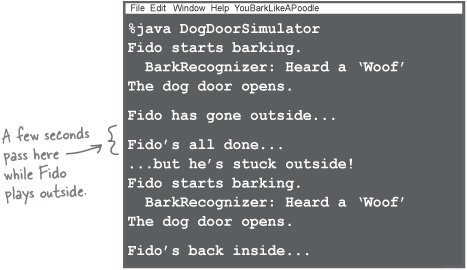 File Edit Window Help YouBarkLikeAPoodle
%java DogDoorSimulator
Fido starts barking.
BarkRecognizer: Heard a ‘Woof’
The dog door opens.
Fido has gone outside...
A few seconds
pass here
while Fido
plays outside.
Fido’s all done...
...but he’s stuck outside!
Fido starts barking.
BarkRecognizer: Heard a ‘Woof’
The dog door opens.
Fido’s back inside...